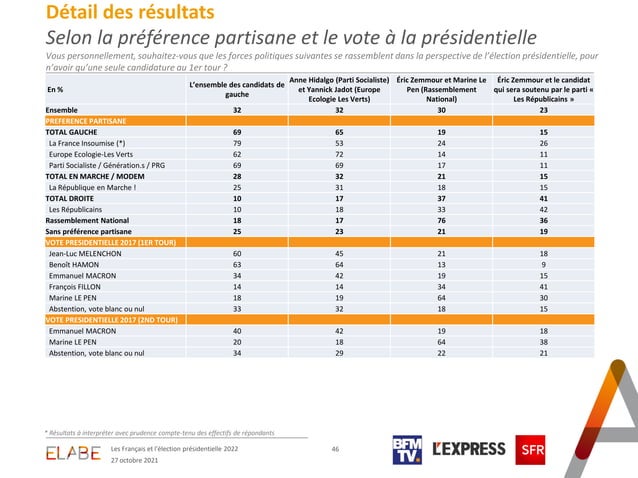 Détail des résultats
Selon la préférence partisane et le vote à la présidentielle
Vous personnellement, souhaitez-vous que les forces politiques suivantes se rassemblent dans la perspective de l'élection présidentielle, pour
n'avoir qu'une seule candidature au 1er tour ?
En % L'ensemble des candidats de gauche Anne Hidalgo (Parti Socialiste) et Yannick Jadot (Europe Ecologie Les Verts) Éric Zemmour et Marine Le Pen (Rassemblement National) Éric Zemmour et le candidat qui sera soutenu par le parti « Les Républicains »
Ensemble 32 32 30 23
PREFERENCE PARTISANE
TOTAL GAUCHE 69 65 19 15
La France Insoumise (*) 79 53 24 26
Europe Ecologie-Les Verts 62 72 14 11
Parti Socialiste / Génération.s / PRG 69 69 17 11
TOTAL EN MARCHE / MODEM 28 32 21 15
La République en Marche ! 25 31 18 15
TOTAL DROITE 10 17 37 41
Les Républicains 10 18 33 42
Rassemblement National 18 17 76 36
Sans préférence partisane 25 23 21 19
VOTE PRESIDENTIELLE 2017 (1ER TOUR)
Jean-Luc MELENCHON 60 45 21 18
Benoît HAMON 63 64 13 9
Emmanuel MACRON 34 42 19 15
François FILLON 14 14 34 41
Marine LE PEN 18 19 64 30
Abstention, vote blanc ou nul 33 32 18 15
VOTE PRESIDENTIELLE 2017 (2ND TOUR)
Emmanuel MACRON 40 42 19 18
Marine LE PEN 20 18 64 38
Abstention, vote blanc ou nul 34 29 22 21
* Résultats à interpréter avec prudence compte-tenu des effectifs de répondants
ELABE
Les Français et l'élection présidentielle 2022
27 octobre 2021
46
BFM
TV.
L'EXPRESS
SFR